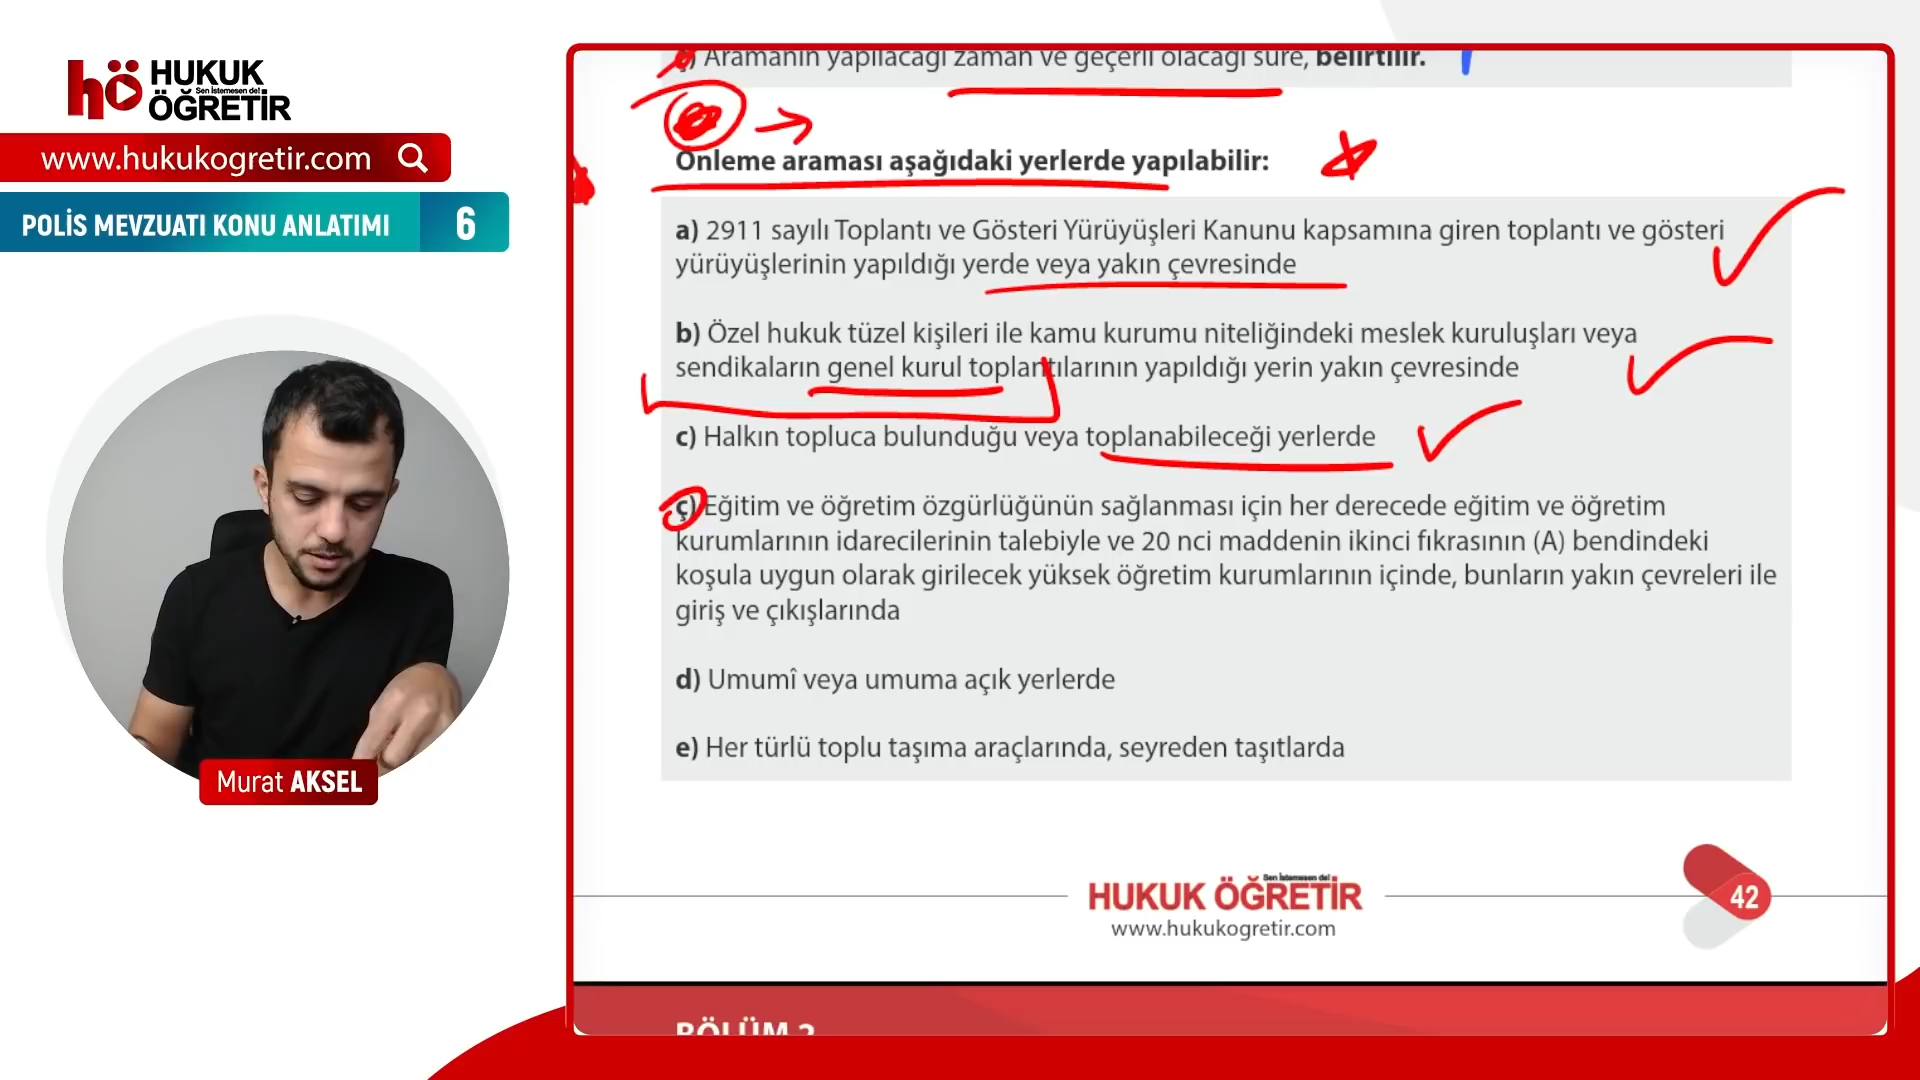 hö HUKUK
Sen İstemesen de!
ÖĞRETİR
www.hukukogretir.com
POLİS MEVZUATI KONU ANLATIMI 6
Murat AKSEL
ç) Aramanın yapılacağı zaman ve geçerli olacağı süre, belirtilir.
Önleme araması aşağıdaki yerlerde yapılabilir:
a) 2911 sayılı Toplantı ve Gösteri Yürüyüşleri Kanunu kapsamına giren toplantı ve gösteri
yürüyüşlerinin yapıldığı yerde veya yakın çevresinde
b) Özel hukuk tüzel kişileri ile kamu kurumu niteliğindeki meslek kuruluşları veya
sendikaların genel kurul toplantılarının yapıldığı yerin yakın çevresinde
c) Halkın topluca bulunduğu veya toplanabileceği yerlerde
ç) Eğitim ve öğretim özgürlüğünün sağlanması için her derecede eğitim ve öğretim
kurumlarının idarecilerinin talebiyle ve 20 nci maddenin ikinci fıkrasının (A) bendindeki
koşula uygun olarak girilecek yüksek öğretim kurumlarının içinde, bunların yakın çevreleri ile
giriş ve çıkışlarında
d) Umumî veya umuma açık yerlerde
e) Her türlü toplu taşıma araçlarında, seyreden taşıtlarda
Sen İstemesen de!
HUKUK ÖĞRETİR
www.hukukogretir.com
42
BÖLÜM 2